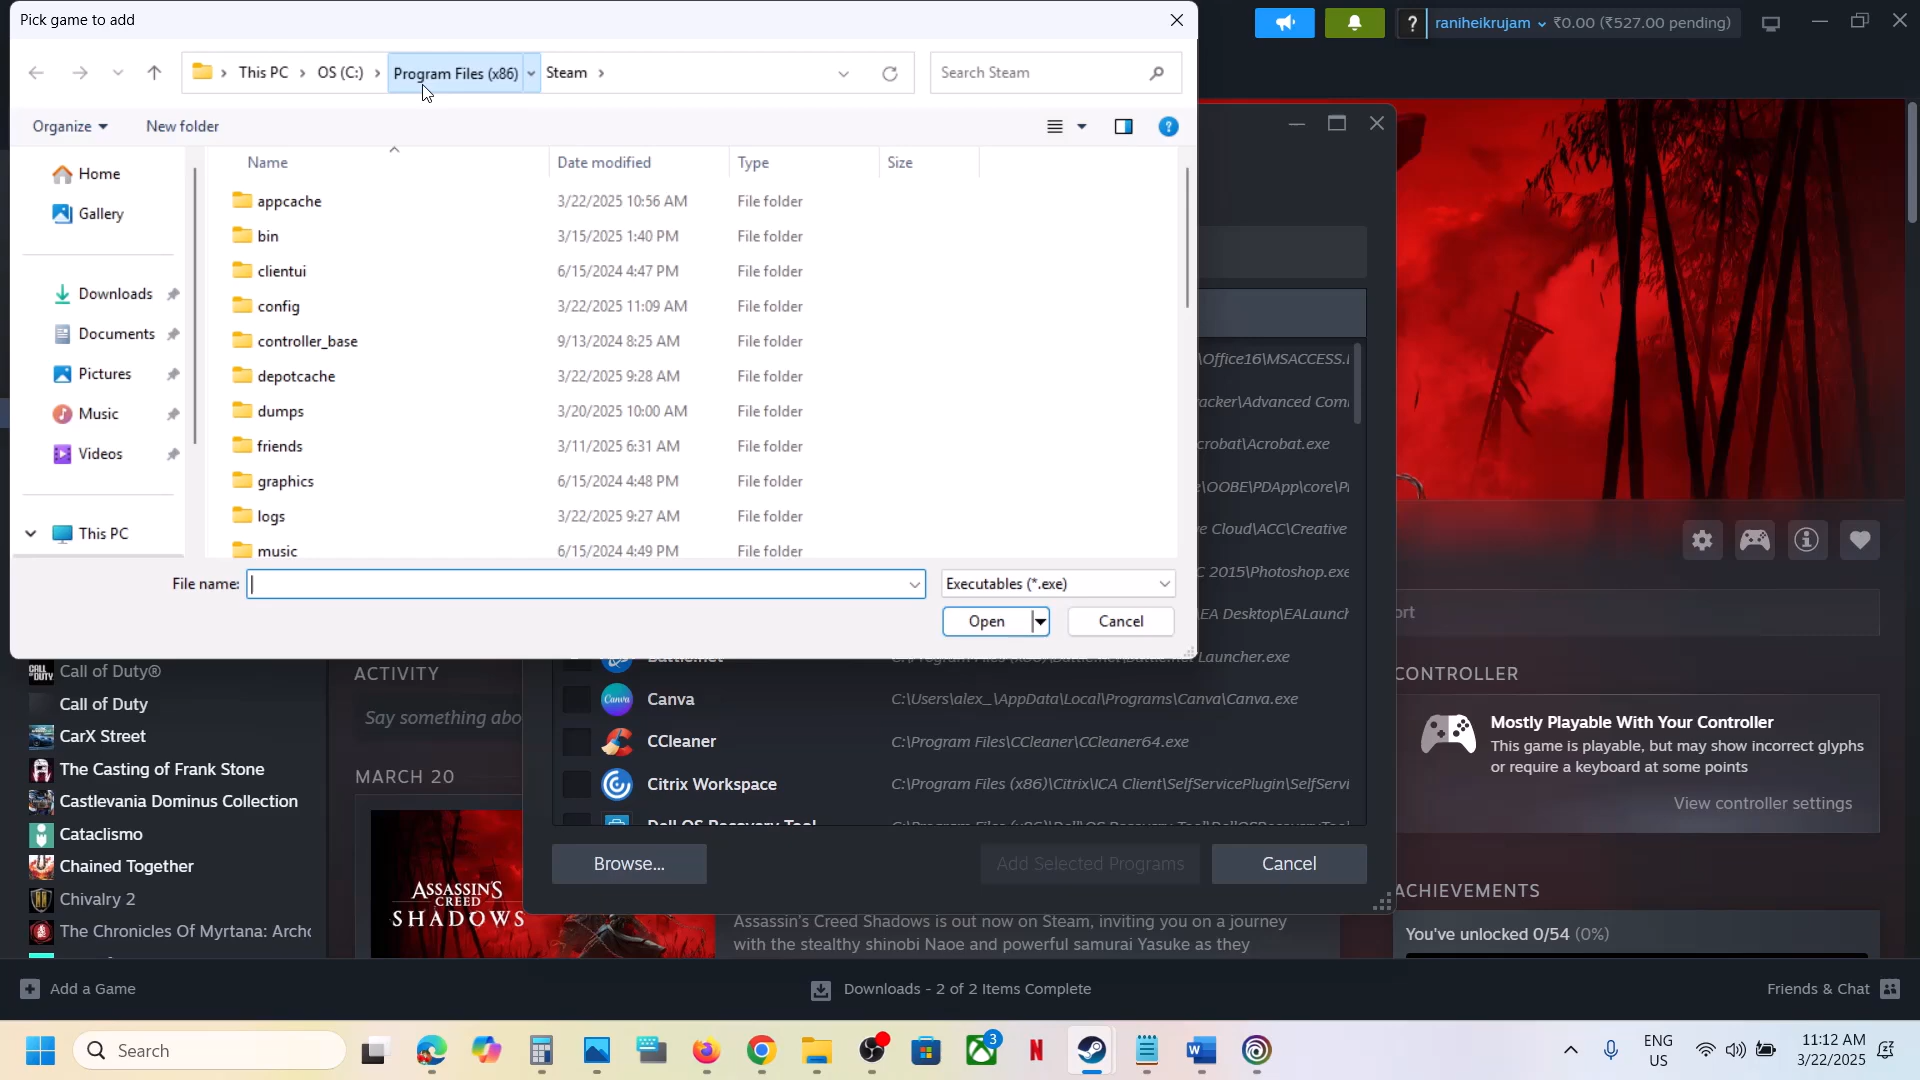 Pick game to add
raniheikrujam
₹0.00 (₹527.00 pending)
This PC
OS (C:)
Program Files (x86)
Steam
Search Steam
Organize
New folder
Name
Date modified
Type
Size
Home
Gallery
Downloads
Documents
Pictures
Music
Videos
This PC
appcache 3/22/2025 10:56 AM File folder
bin 3/15/2025 1:40 PM File folder
clientui 6/15/2024 4:47 PM File folder
config 3/22/2025 11:09 AM File folder
controller_base 9/13/2024 8:25 AM File folder
depotcache 3/22/2025 9:28 AM File folder
dumps 3/20/2025 10:00 AM File folder
friends 3/11/2025 6:31 AM File folder
graphics 6/15/2024 4:48 PM File folder
logs 3/22/2025 9:27 AM File folder
music 6/15/2024 4:49 PM File folder
File name:
Executables (*.exe)
Open
Cancel
\Office16\MSACCESS.
acker\Advanced Com
crobat\Acrobat.exe
e\OOBE\PDApp\core\P
e Cloud\ACC\Creative
C 2015\Photoshop.exe
EA Desktop\EALaunch
Launcher.exe
Canva C:\Users\alex_\AppData\Local\Programs\Canva\Canva.exe
CCleaner C:\Program Files\CCleaner\CCleaner64.exe
Citrix Workspace C:\Program Files (x86)\Citrix\ICA Client\SelfServicePlugin\SelfServi
Dell OS Recovery Tool
Browse...
Add Selected Programs
Cancel
Call of Duty®
Call of Duty
CarX Street
The Casting of Frank Stone
Castlevania Dominus Collection
Cataclismo
Chained Together
Chivalry 2
The Chronicles Of Myrtana: Archo
ACTIVITY
Say something abo
MARCH 20
ASSASSIN'S
CREED
SHADOWS
Assassin's Creed Shadows is out now on Steam, inviting you on a journey
with the stealthy shinobi Naoe and powerful samurai Yasuke as they
ort
CONTROLLER
Mostly Playable With Your Controller
This game is playable, but may show incorrect glyphs
or require a keyboard at some points
View controller settings
ACHIEVEMENTS
You've unlocked 0/54 (0%)
Add a Game
Downloads - 2 of 2 Items Complete
Friends & Chat
Search
3
ENG
US
11:12 AM
3/22/2025